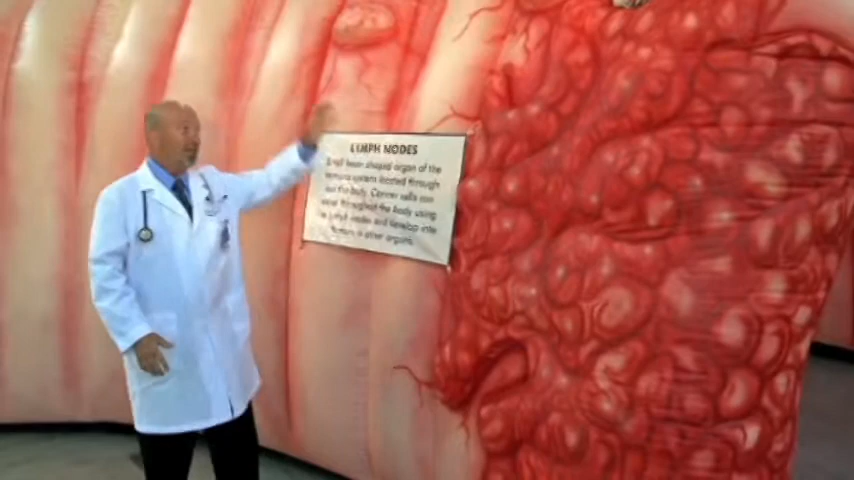 LYMPH NODES
Small bean shaped organ of the
immune system located through
out the body. Cancer cells can
travel throughout the body using
lymph nodes and develop into
tumors in other organs.